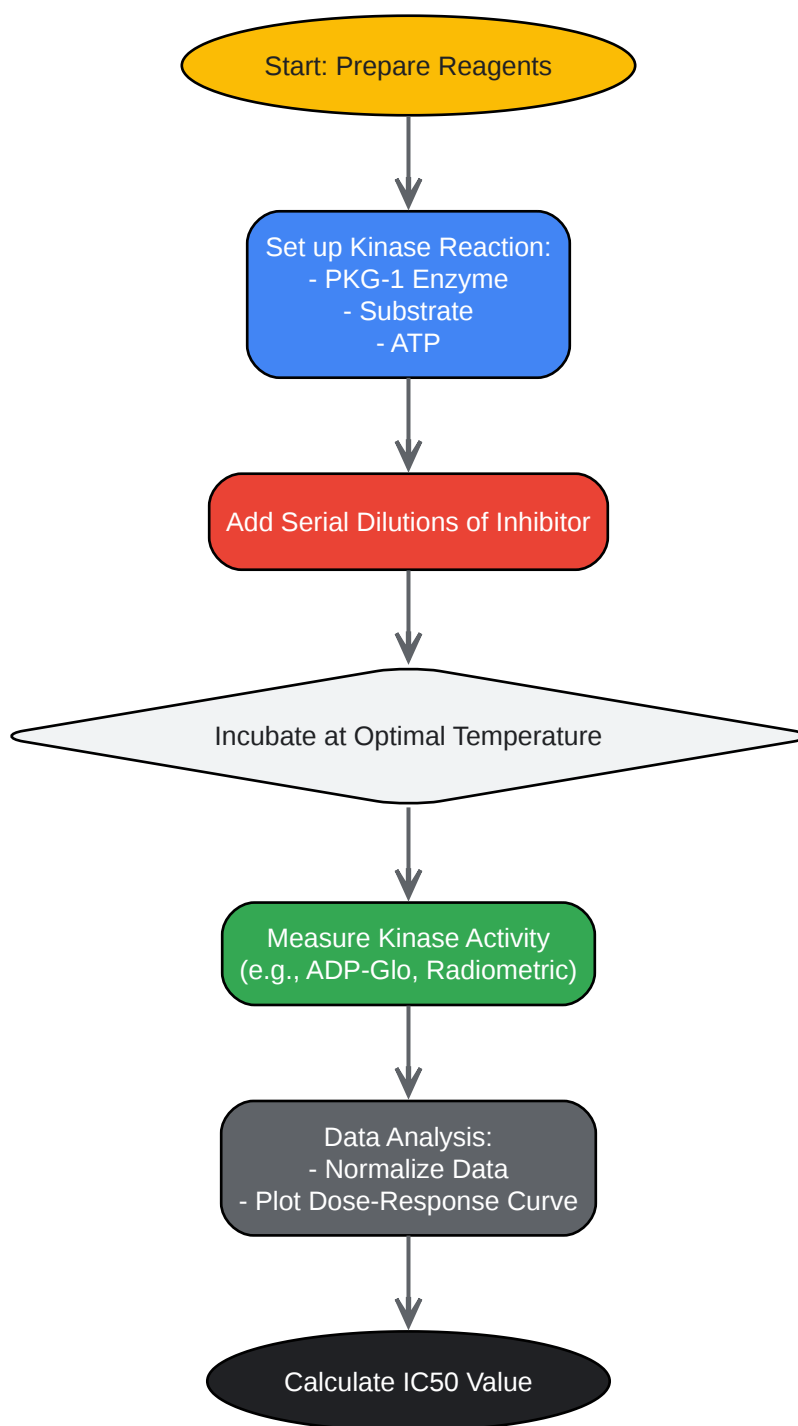 Start: Prepare Reagents
Set up Kinase Reaction:
- PKG-1 Enzyme
- Substrate
- ATP
Add Serial Dilutions of Inhibitor
Incubate at Optimal Temperature
Measure Kinase Activity
(e.g., ADP-Glo, Radiometric)
Data Analysis:
- Normalize Data
- Plot Dose-Response Curve
Calculate IC50 Value